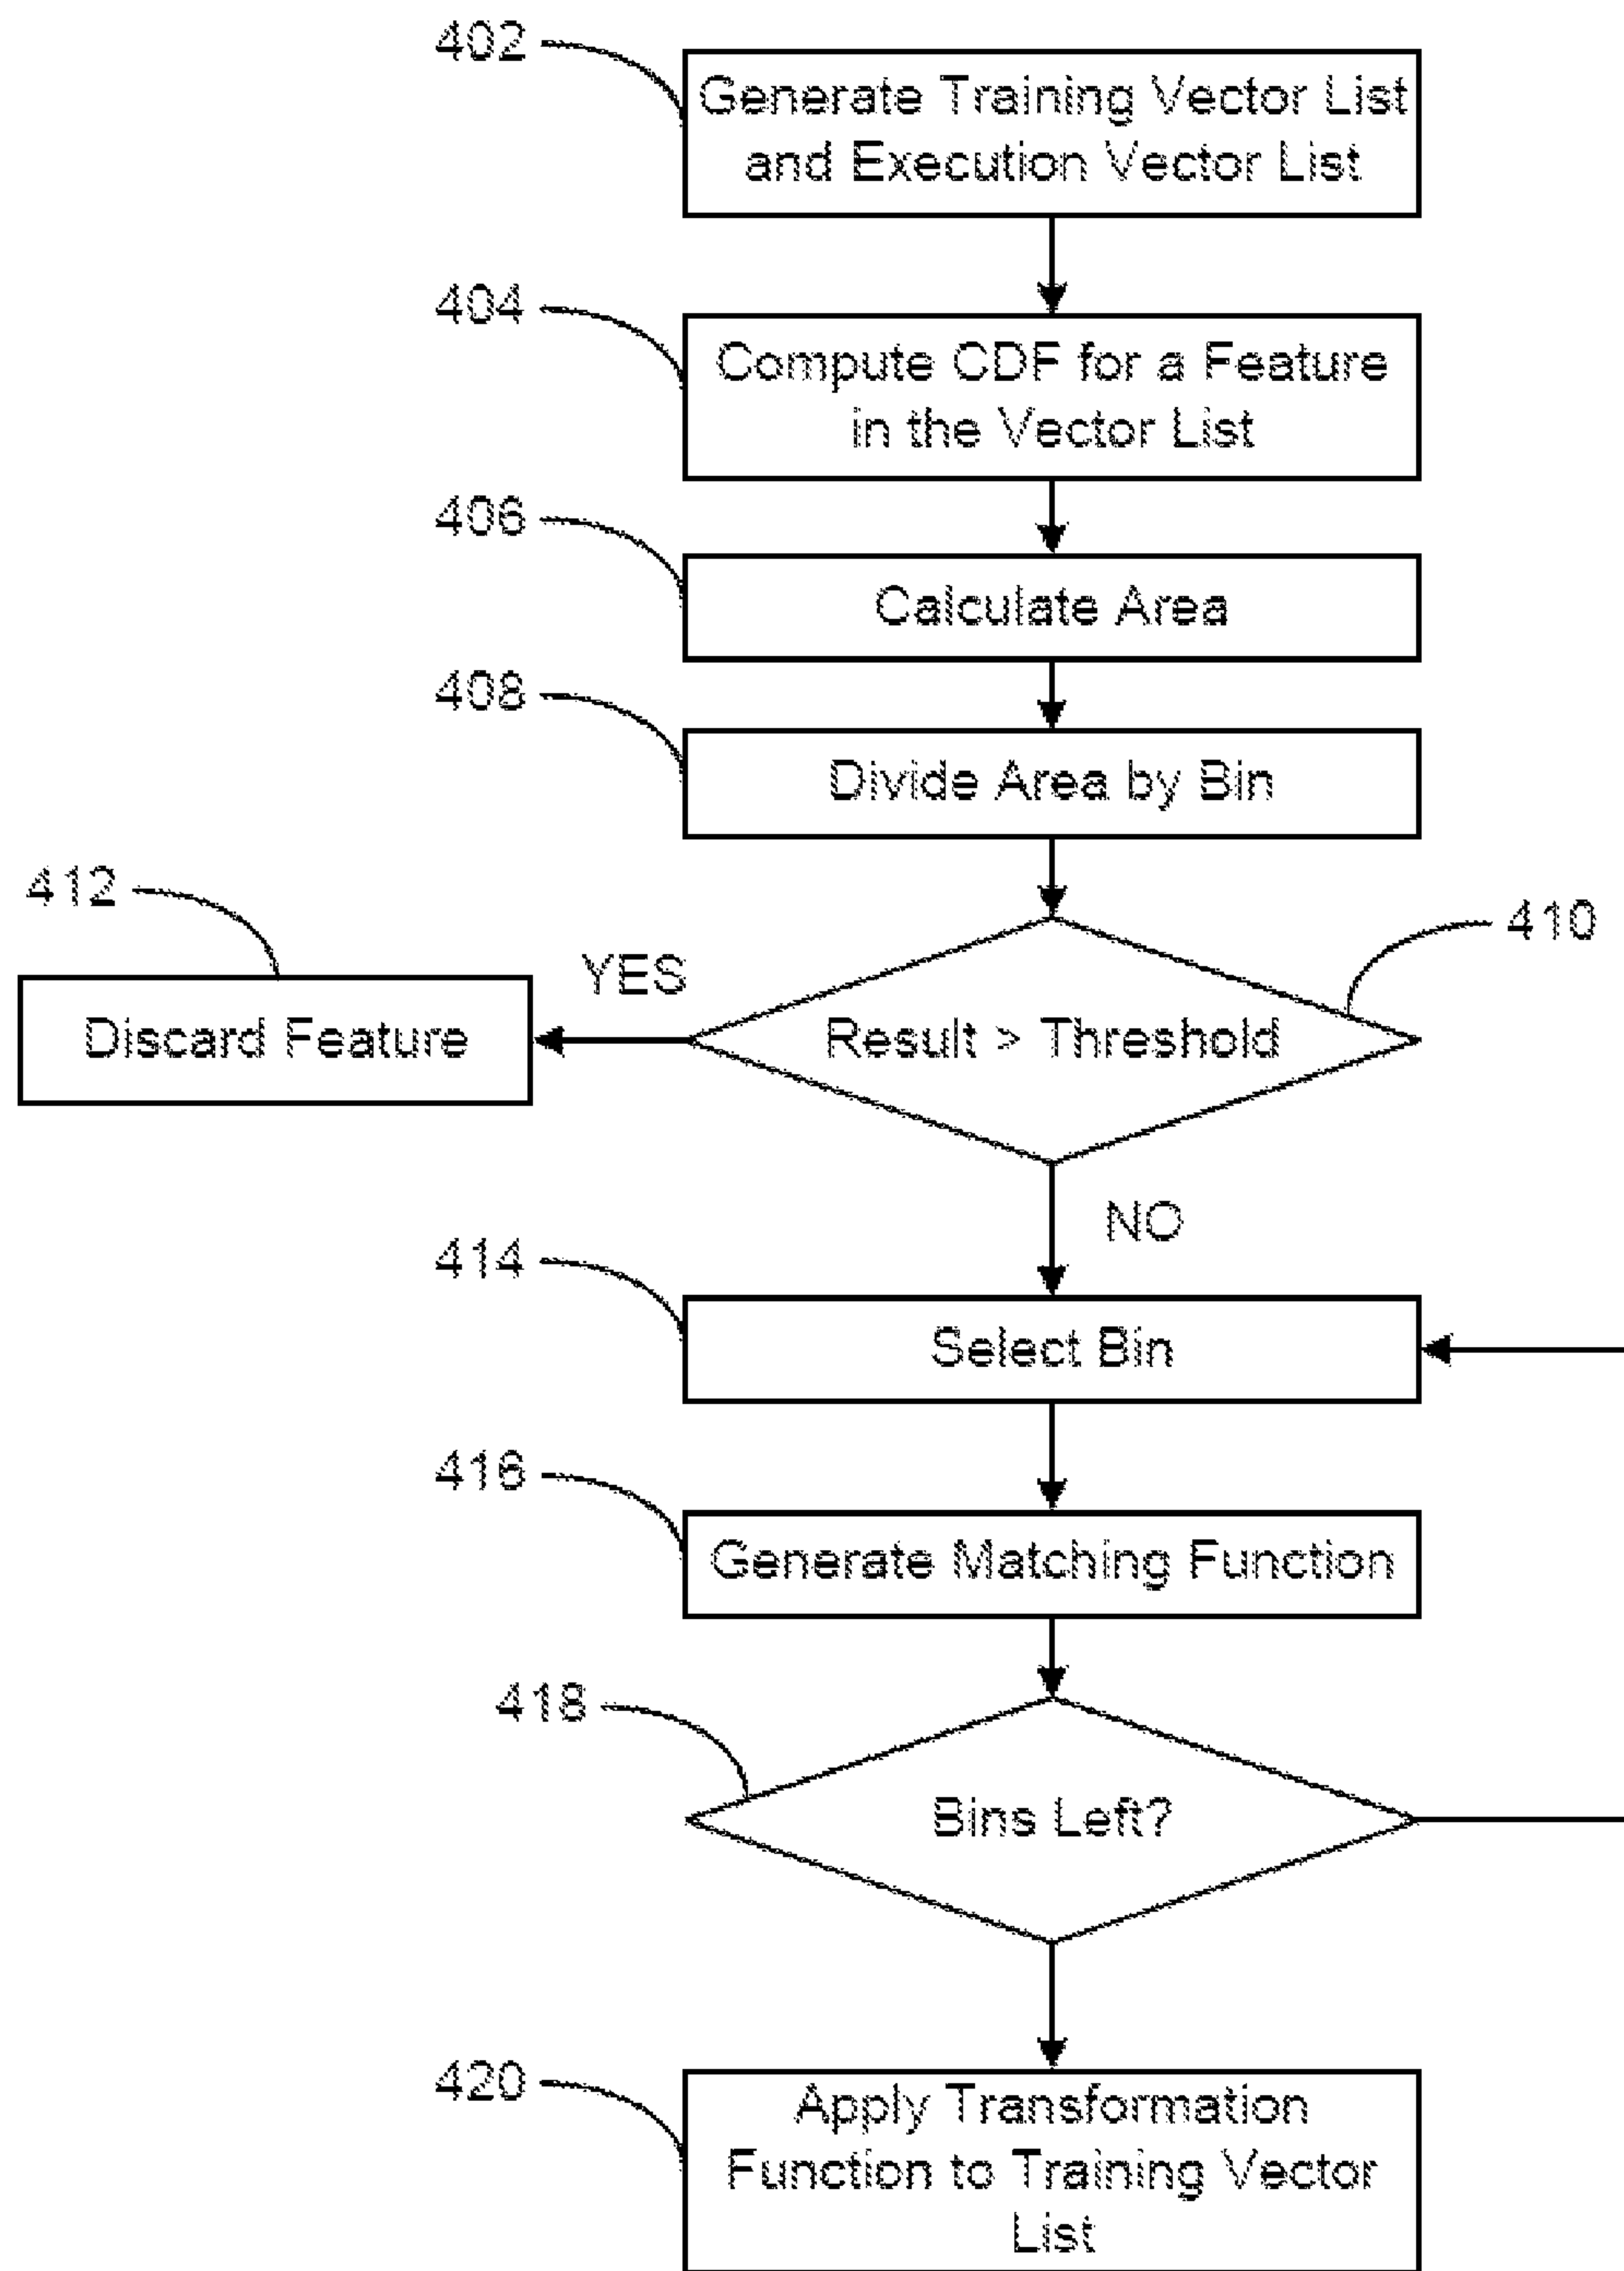 402
Generate Training Vector List
and Execution Vector List
404
Compute CDF for a Feature
in the Vector List
406
Calculate Area
408
Divide Area by Bin
412
410
YES
Discard Feature
Result > Threshold
NO
414
Select Bin
416
Generate Matching Function
418
Bins Left?
420
Apply Transformation
Function to Training Vector
List